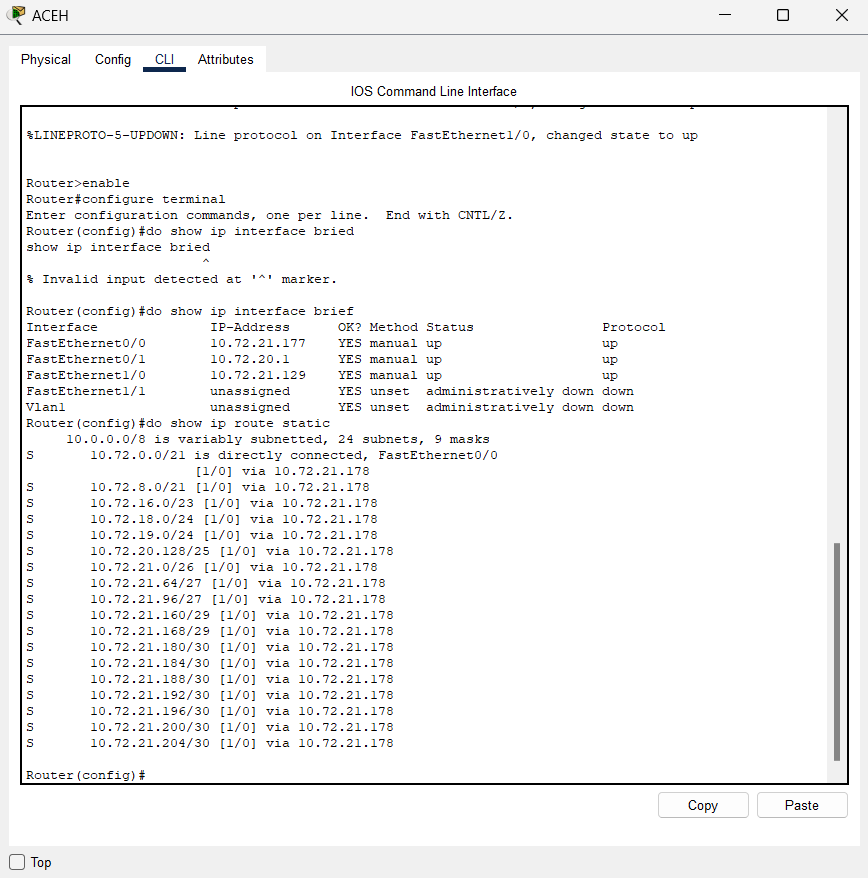 ACEH
Physical Config CLI Attributes
IOS Command Line Interface
%LINEPROTO-5-UPDOWN: Line protocol on Interface FastEthernet1/0, changed state to up
Router>enable
Router#configure terminal
Enter configuration commands, one per line.  End with CNTL/Z.
Router(config)#do show ip interface bried
show ip interface bried
^
% Invalid input detected at '^' marker.
Router(config)#do show ip interface brief
Interface              IP-Address      OK? Method Status                Protocol
FastEthernet0/0        10.72.21.177    YES manual up                    up
FastEthernet0/1        10.72.20.1      YES manual up                    up
FastEthernet1/0        10.72.21.129    YES manual up                    up
FastEthernet1/1        unassigned      YES unset  administratively down down
Vlan1                  unassigned      YES unset  administratively down down
Router(config)#do show ip route static
     10.0.0.0/8 is variably subnetted, 24 subnets, 9 masks
S       10.72.0.0/21 is directly connected, FastEthernet0/0
                     [1/0] via 10.72.21.178
S       10.72.8.0/21 [1/0] via 10.72.21.178
S       10.72.16.0/23 [1/0] via 10.72.21.178
S       10.72.18.0/24 [1/0] via 10.72.21.178
S       10.72.19.0/24 [1/0] via 10.72.21.178
S       10.72.20.128/25 [1/0] via 10.72.21.178
S       10.72.21.0/26 [1/0] via 10.72.21.178
S       10.72.21.64/27 [1/0] via 10.72.21.178
S       10.72.21.96/27 [1/0] via 10.72.21.178
S       10.72.21.160/29 [1/0] via 10.72.21.178
S       10.72.21.168/29 [1/0] via 10.72.21.178
S       10.72.21.180/30 [1/0] via 10.72.21.178
S       10.72.21.184/30 [1/0] via 10.72.21.178
S       10.72.21.188/30 [1/0] via 10.72.21.178
S       10.72.21.192/30 [1/0] via 10.72.21.178
S       10.72.21.196/30 [1/0] via 10.72.21.178
S       10.72.21.200/30 [1/0] via 10.72.21.178
S       10.72.21.204/30 [1/0] via 10.72.21.178
Router(config)#
Copy Paste
Top